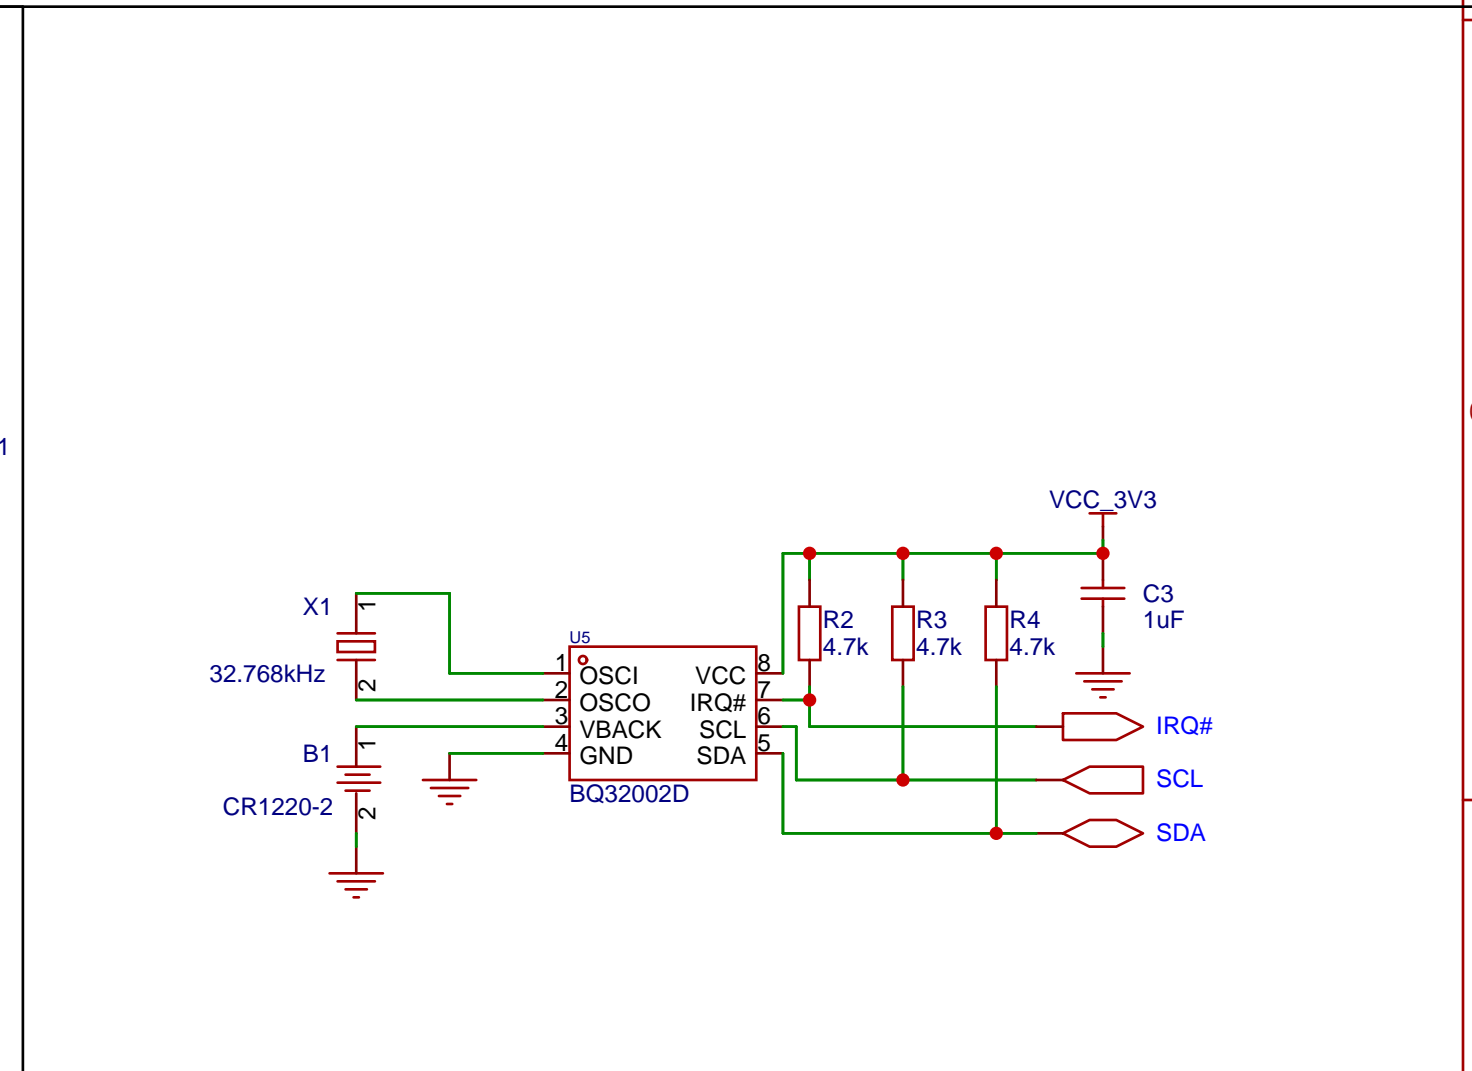 1
VCC_3V3
X1
1
32.768kHz
2
C3
1uF
R2
4.7k
R3
4.7k
R4
4.7k
U5
1 OSCI
2 OSCO
3 VBACK
4 GND
VCC 8
IRQ# 7
SCL 6
SDA 5
BQ32002D
B1
1
CR1220-2
2
IRQ#
SCL
SDA